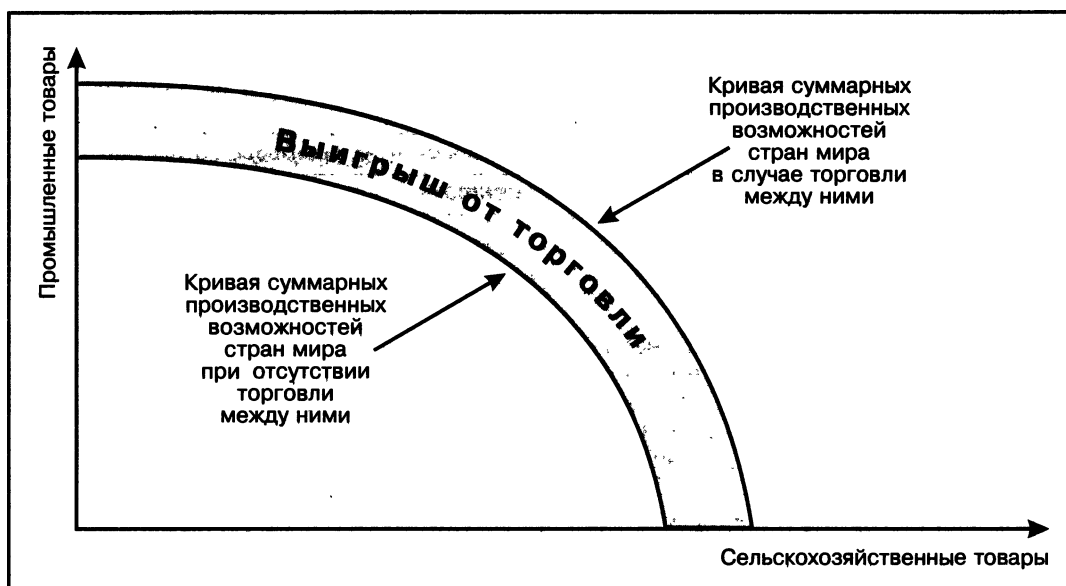 Промышленные товары
Кривая суммарных
производственных
возможностей
стран мира
в случае торговли
между ними
Выигрыш от торговли
Кривая суммарных
производственных
возможностей
стран мира
при отсутствии
торговли
между ними
Сельскохозяйственные товары